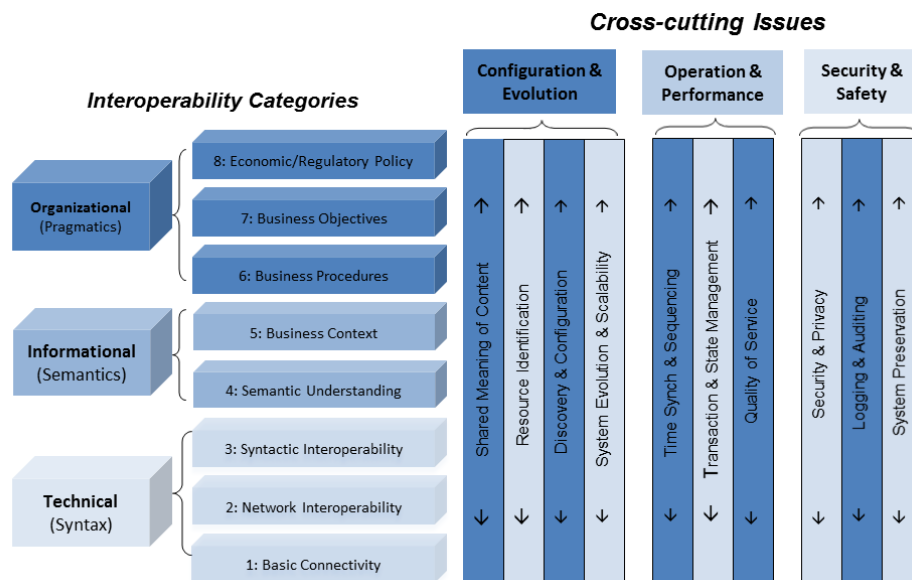 Cross-cutting Issues
Interoperability Categories
Configuration &
Evolution
Operation &
Performance
Security &
Safety
Organizational
(Pragmatics)
8: Economic/Regulatory Policy
7: Business Objectives
6: Business Procedures
Informational
(Semantics)
5: Business Context
4: Semantic Understanding
Technical
(Syntax)
3: Syntactic Interoperability
2: Network Interoperability
1: Basic Connectivity
Shared Meaning of Content
Resource Identification
Discovery & Configuration
System Evolution & Scalability
Time Synch & Sequencing
Transaction & State Management
Quality of Service
Security & Privacy
Logging & Auditing
System Preservation